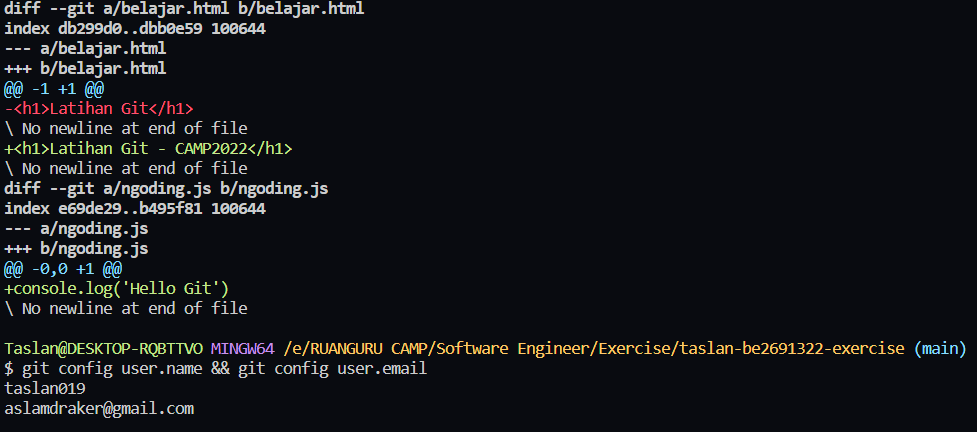 diff --git a/belajar.html b/belajar.html
index db299d0..dbb0e59 100644
--- a/belajar.html
+++ b/belajar.html
@@ -1 +1 @@
-<h1>Latihan Git</h1>
\ No newline at end of file
+<h1>Latihan Git - CAMP2022</h1>
\ No newline at end of file
diff --git a/ngoding.js b/ngoding.js
index e69de29..b495f81 100644
--- a/ngoding.js
+++ b/ngoding.js
@@ -0,0 +1 @@
+console.log('Hello Git')
\ No newline at end of file
Taslan@DESKTOP-RQBTTVO MINGW64 /e/RUANGURU CAMP/Software Engineer/Exercise/taslan-be2691322-exercise (main)
$ git config user.name && git config user.email
taslan019
aslamdraker@gmail.com